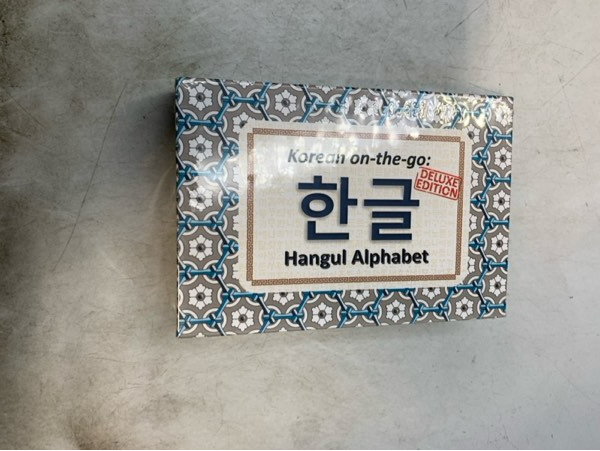 Korean on-the-go:
DELUXE
EDITION
한글
Hangul Alphabet